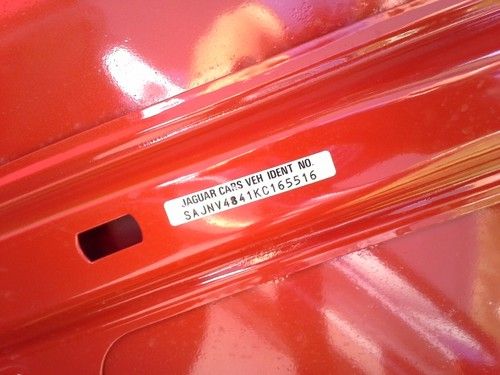 JAGUAR CARS VEH IDENT NO.
SAJNV4841KC165516